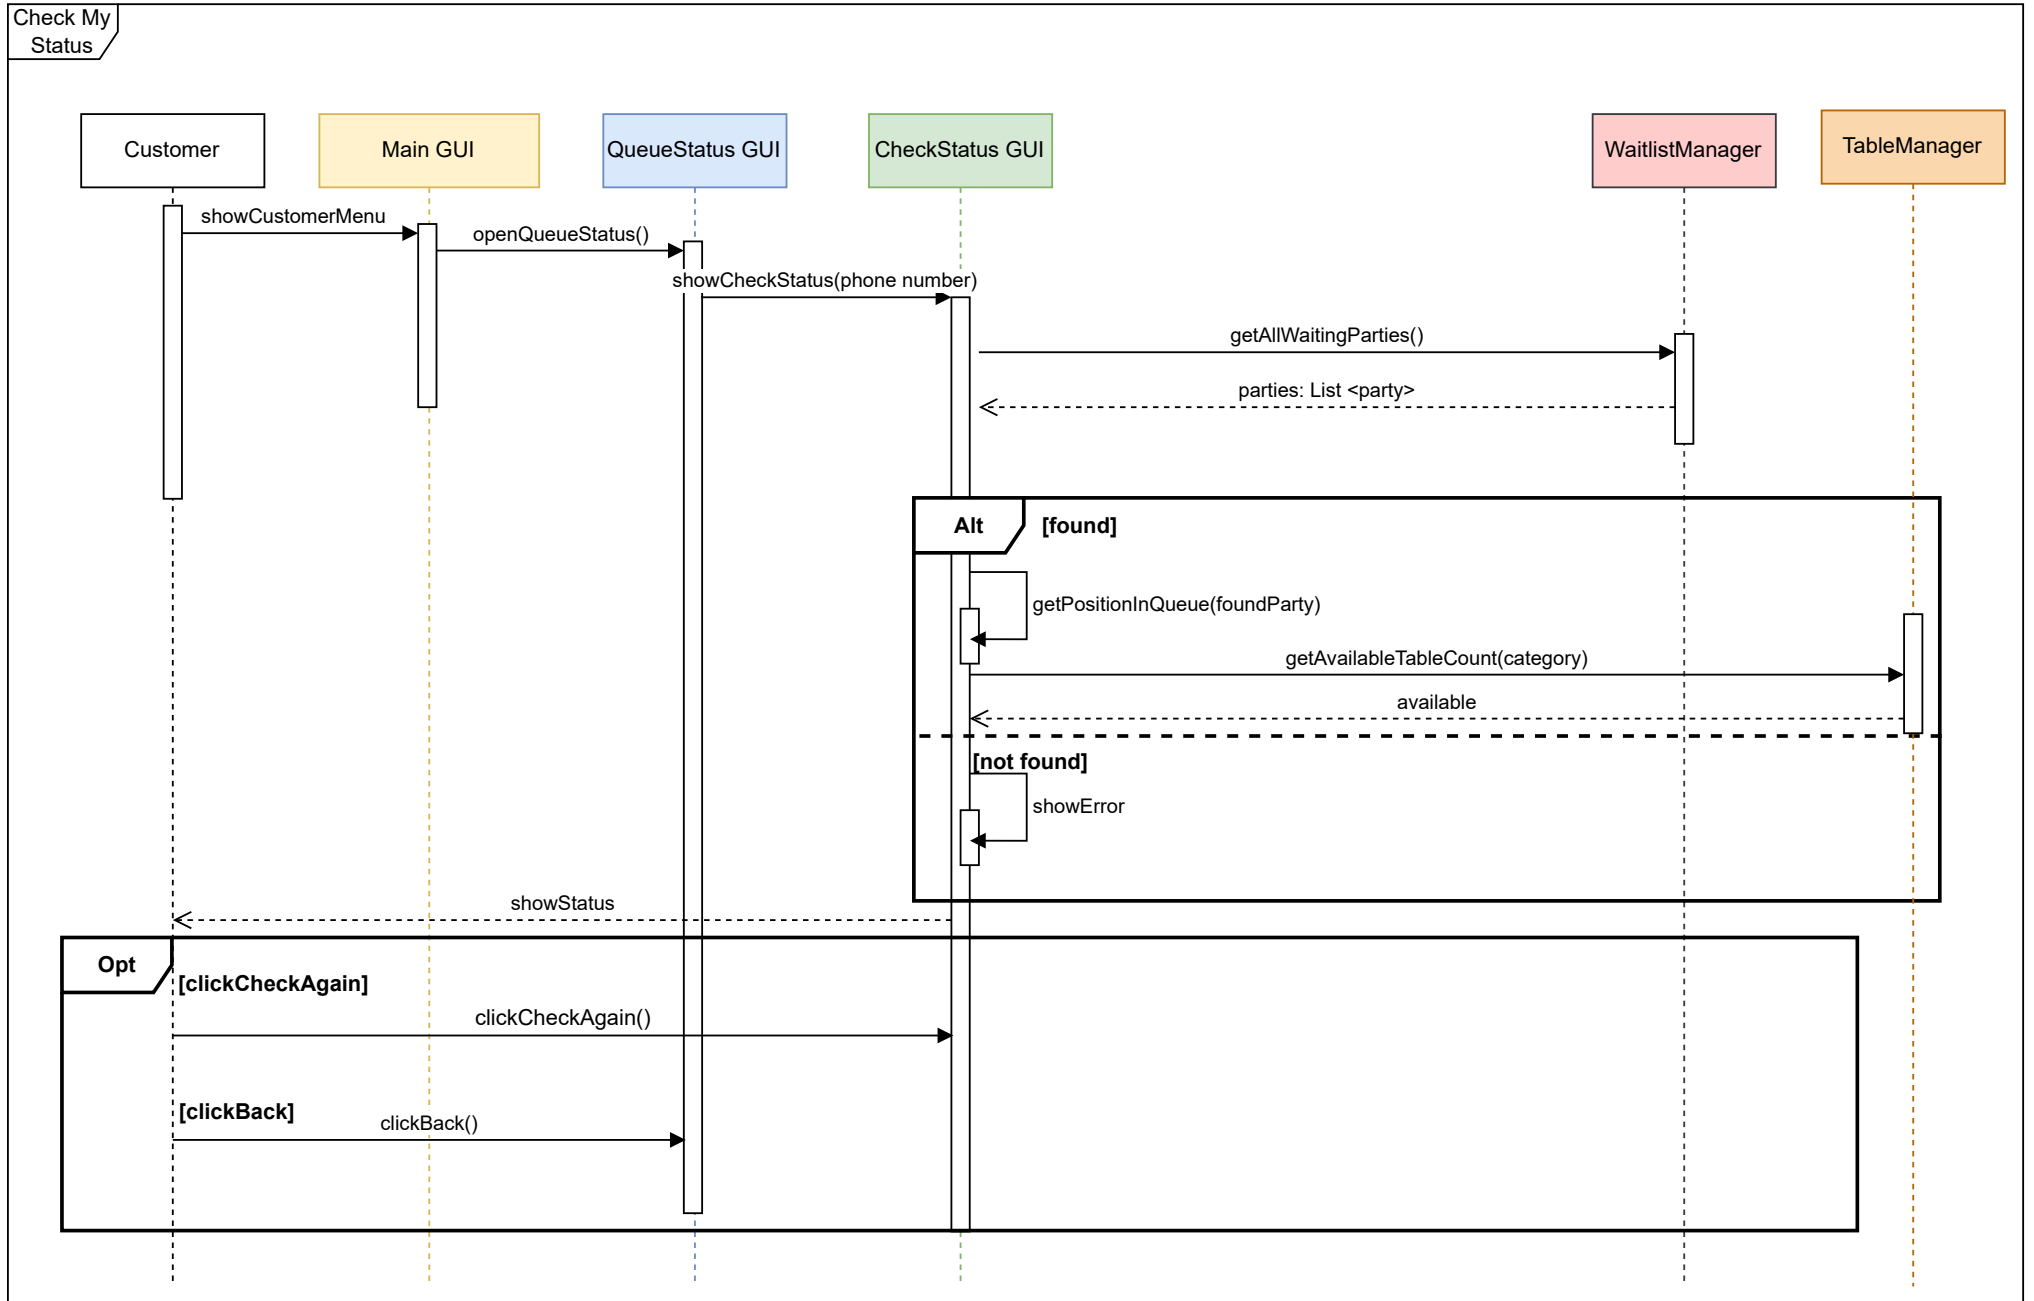 Check My
Status
Customer
Main GUI
QueueStatus GUI
CheckStatus GUI
WaitlistManager
TableManager
showCustomerMenu
openQueueStatus()
showCheckStatus(phone number)
getAllWaitingParties()
parties: List <party>
Alt
[found]
getPositionInQueue(foundParty)
getAvailableTableCount(category)
available
[not found]
showError
showStatus
Opt
[clickCheckAgain]
clickCheckAgain()
[clickBack]
clickBack()